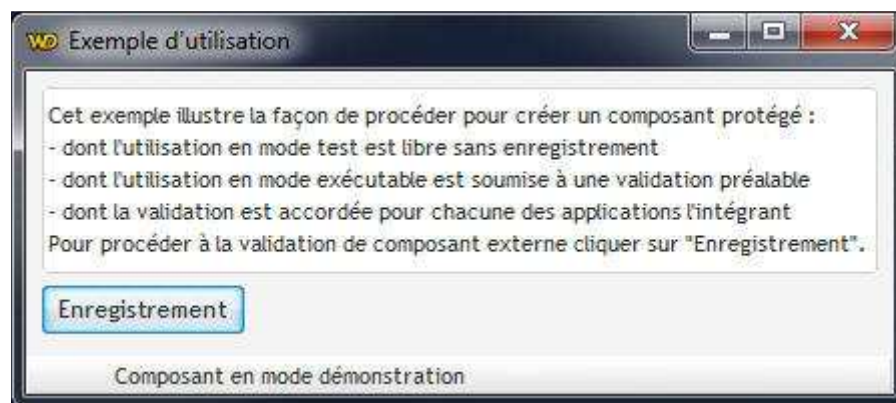 WD Exemple d'utilisation
Cet exemple illustre la façon de procéder pour créer un composant protégé :
- dont l'utilisation en mode test est libre sans enregistrement
- dont l'utilisation en mode exécutable est soumise à une validation préalable
- dont la validation est accordée pour chacune des applications l'intégrant
Pour procéder à la validation de composant externe cliquer sur "Enregistrement".
Enregistrement
Composant en mode démonstration